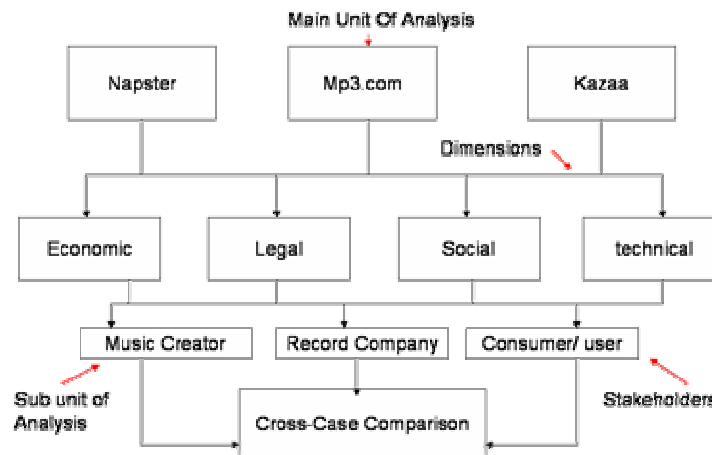 Main Unit Of Analysis
Napster
Mp3.com
Kazaa
Dimensions
Economic
Legal
Social
technical
Music Creator
Record Company
Consumer/ user
Sub unit of
Analysis
Stakeholders
Cross-Case Comparison